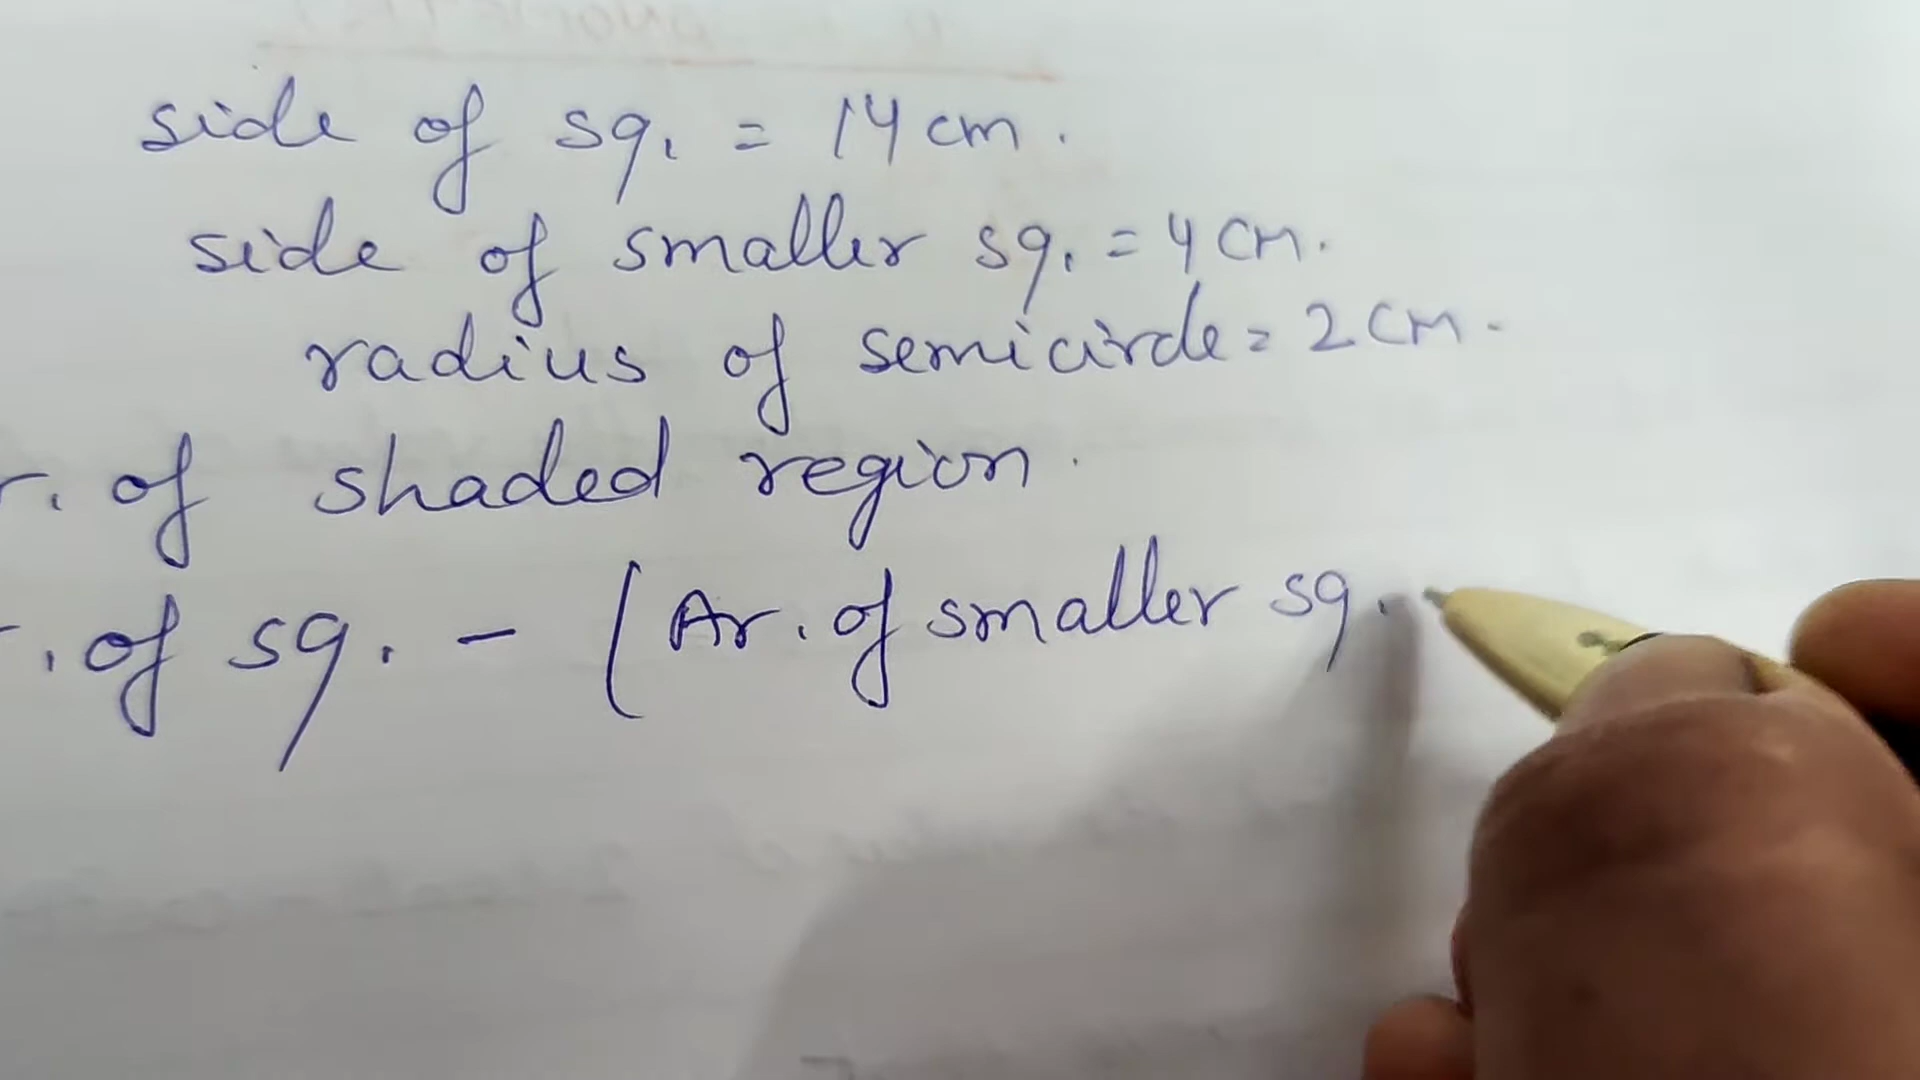 side of sq. = 14 cm.
side of smaller sq. = 4 cm.
radius of semicircle = 2 cm.
r. of shaded region.
. of sq. - ( Ar. of smaller sq.